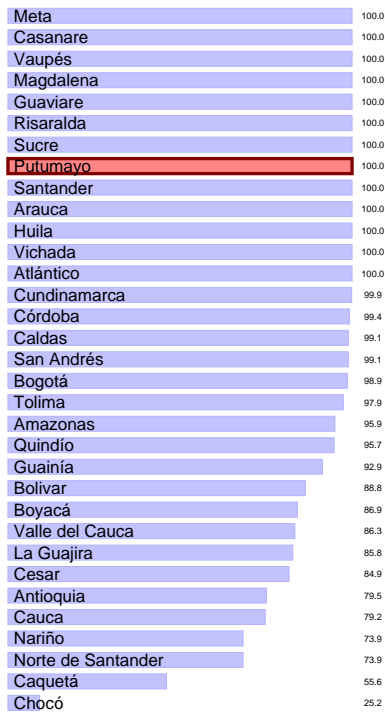 Meta 100.0
Casanare 100.0
Vaupés 100.0
Magdalena 100.0
Guaviare 100.0
Risaralda 100.0
Sucre 100.0
Putumayo 100.0
Santander 100.0
Arauca 100.0
Huila 100.0
Vichada 100.0
Atlántico 100.0
Cundinamarca 99.9
Córdoba 99.4
Caldas 99.1
San Andrés 99.1
Bogotá 98.9
Tolima 97.9
Amazonas 95.9
Quindío 95.7
Guainía 92.9
Bolivar 88.8
Boyacá 86.9
Valle del Cauca 86.3
La Guajira 85.8
Cesar 84.9
Antioquia 79.5
Cauca 79.2
Nariño 73.9
Norte de Santander 73.9
Caquetá 55.6
Chocó 25.2